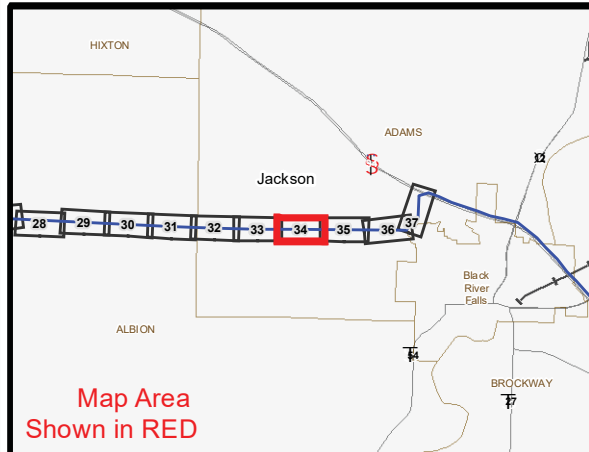 HIXTON
ADAMS
12
Jackson
28 29 30 31 32 33 34 35 36 37
Black
River
Falls
ALBION
54
BROCKWAY
27
Map Area
Shown in RED